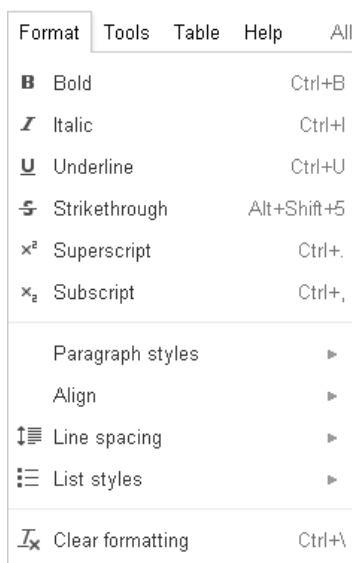 Format Tools Table Help All
B Bold Ctrl+B
I Italic Ctrl+I
U Underline Ctrl+U
S Strikethrough Alt+Shift+5
x² Superscript Ctrl+.
x₂ Subscript Ctrl+,
Paragraph styles
Align
Line spacing
List styles
Clear formatting Ctrl+\